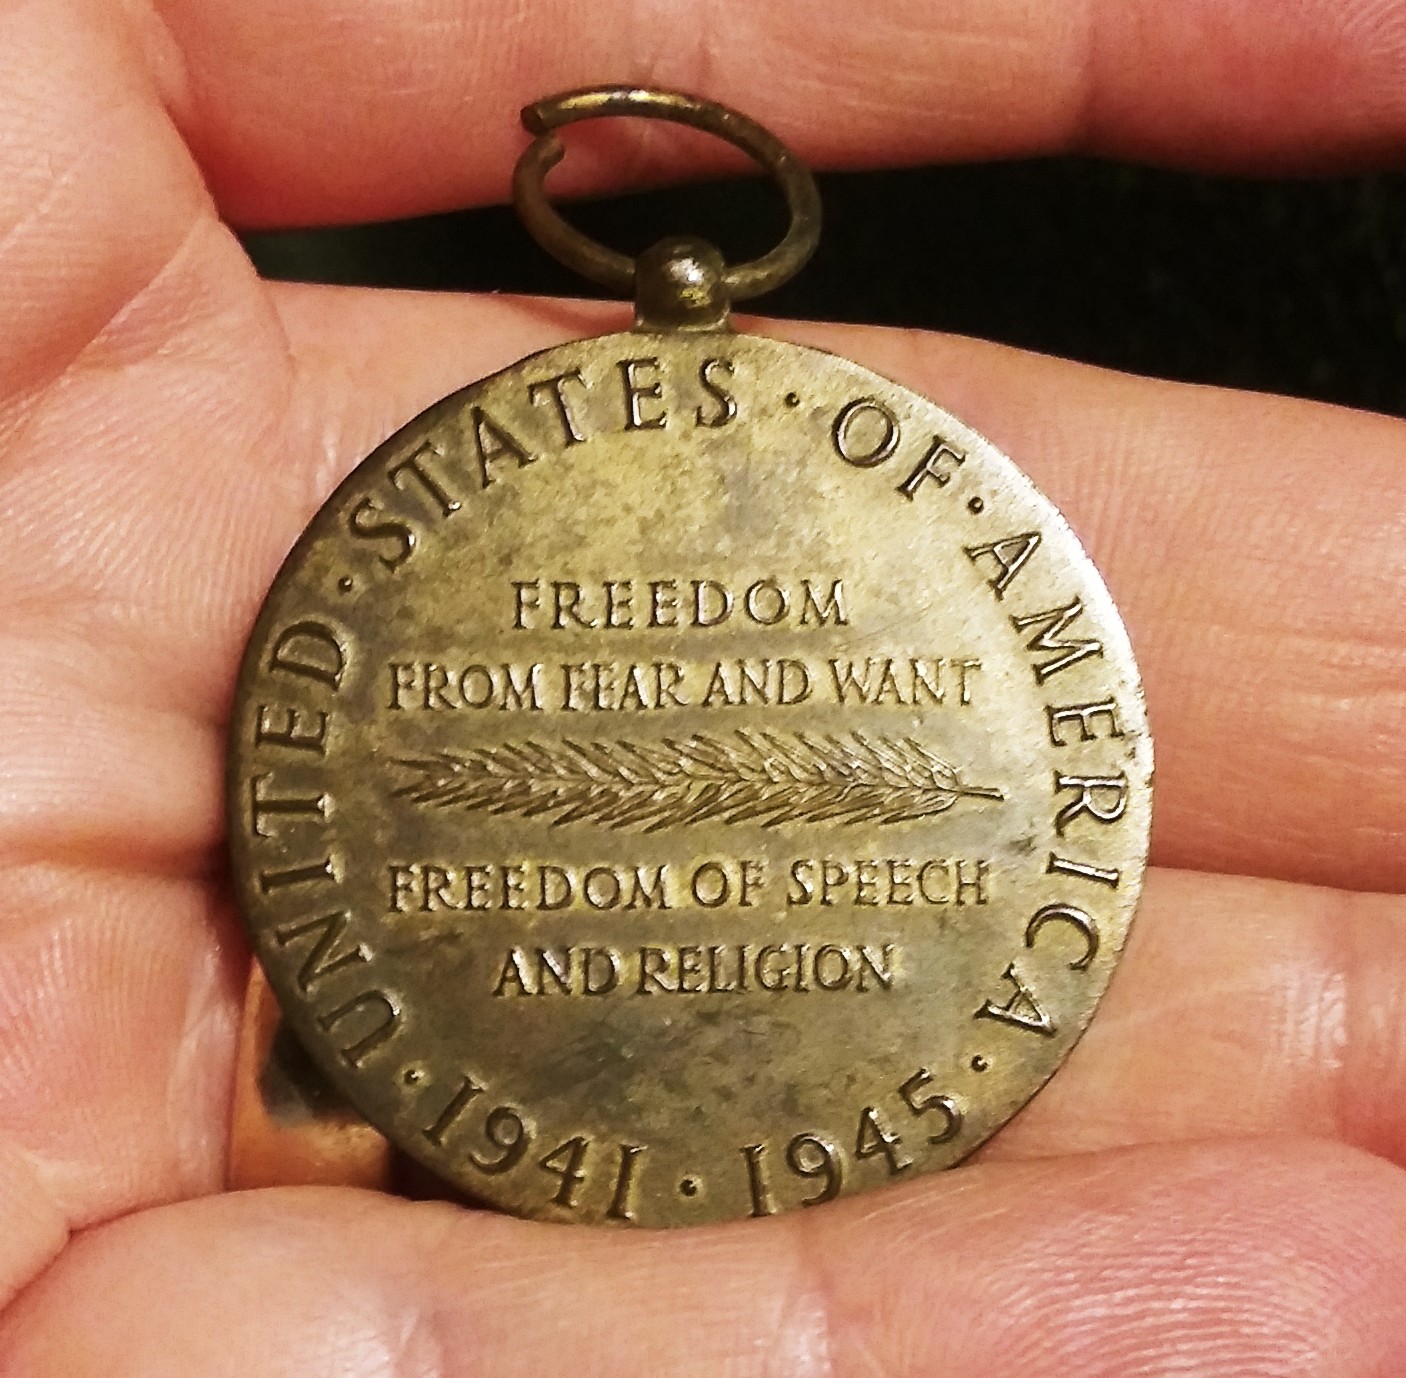 UNITED · STATES · OF · AMERICA
FREEDOM
FROM FEAR AND WANT
FREEDOM OF SPEECH
AND RELIGION
· 1941 · 1945 ·